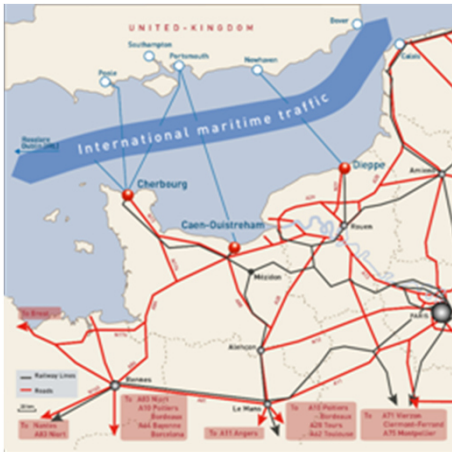 UNITED-KINGDOM
Dover
Southampton
Portsmouth
Newhaven
Calais
Poole
Rosslare
International maritime traffic
Dieppe
Amiens
Cherbourg
Rouen
Caen-Ouistreham
Mézidon
To Brest
Paris
Alençon
Railway Lines
Roads
Rennes
Le Mans
To Nantes
A83 Niort
To A83 Niort
A10 Poitiers
Bordeaux
A64 Bayonne
Barcelona
To A11 Angers
To A10 Poitiers
Bordeaux
A28 Tours
A62 Toulouse
To A71 Vierzon
Clermont-Ferrand
A75 Montpellier